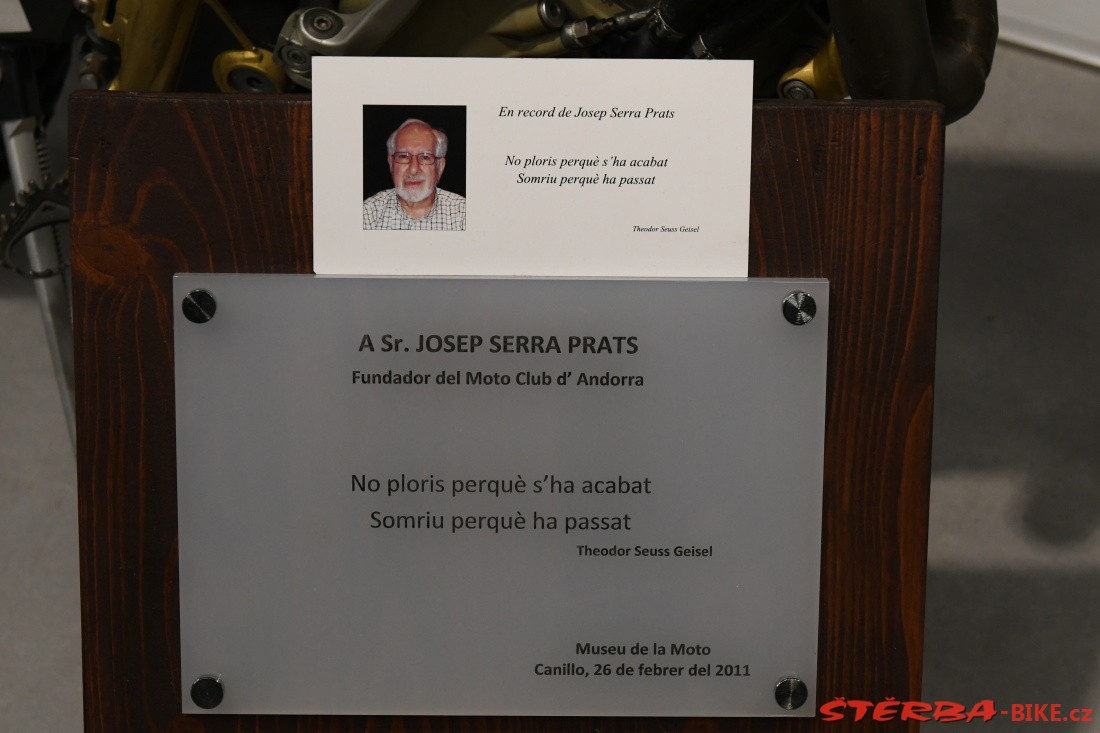 En record de Josep Serra Prats
No ploris perquè s'ha acabat
Somriu perquè ha passat
Theodor Seuss Geisel
A Sr. JOSEP SERRA PRATS
Fundador del Moto Club d' Andorra
No ploris perquè s'ha acabat
Somriu perquè ha passat
Theodor Seuss Geisel
Museu de la Moto
Canillo, 26 de febrer del 2011
ŠTĚRBA-BIKE.cz